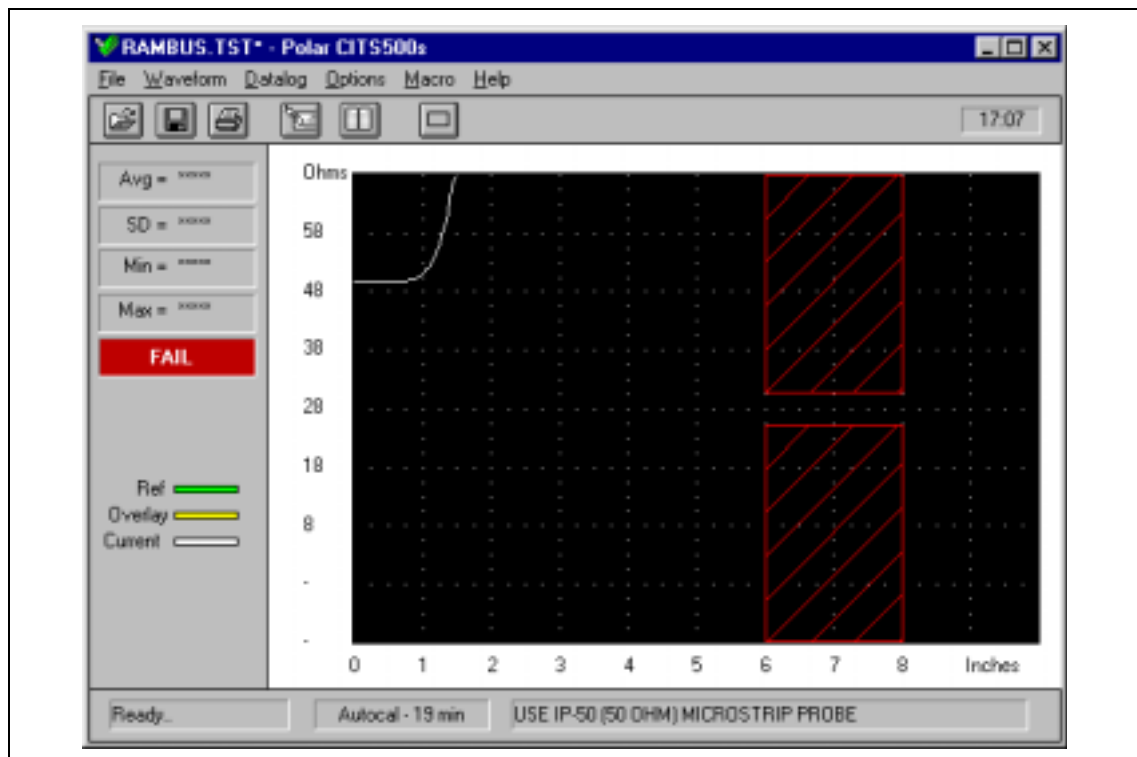 RAMBUS.TST* - Polar CITS500s
File Waveform Datalog Options Macro Help
17:07
Avg = ****
SD = ****
Min = ****
Max = ****
FAIL
Ref
Overlay
Current
Ohms
58
48
38
28
18
8
-
-
0 1 2 3 4 5 6 7 8 Inches
Ready..
Autocal - 19 min
USE IP-50 (50 OHM) MICROSTRIP PROBE